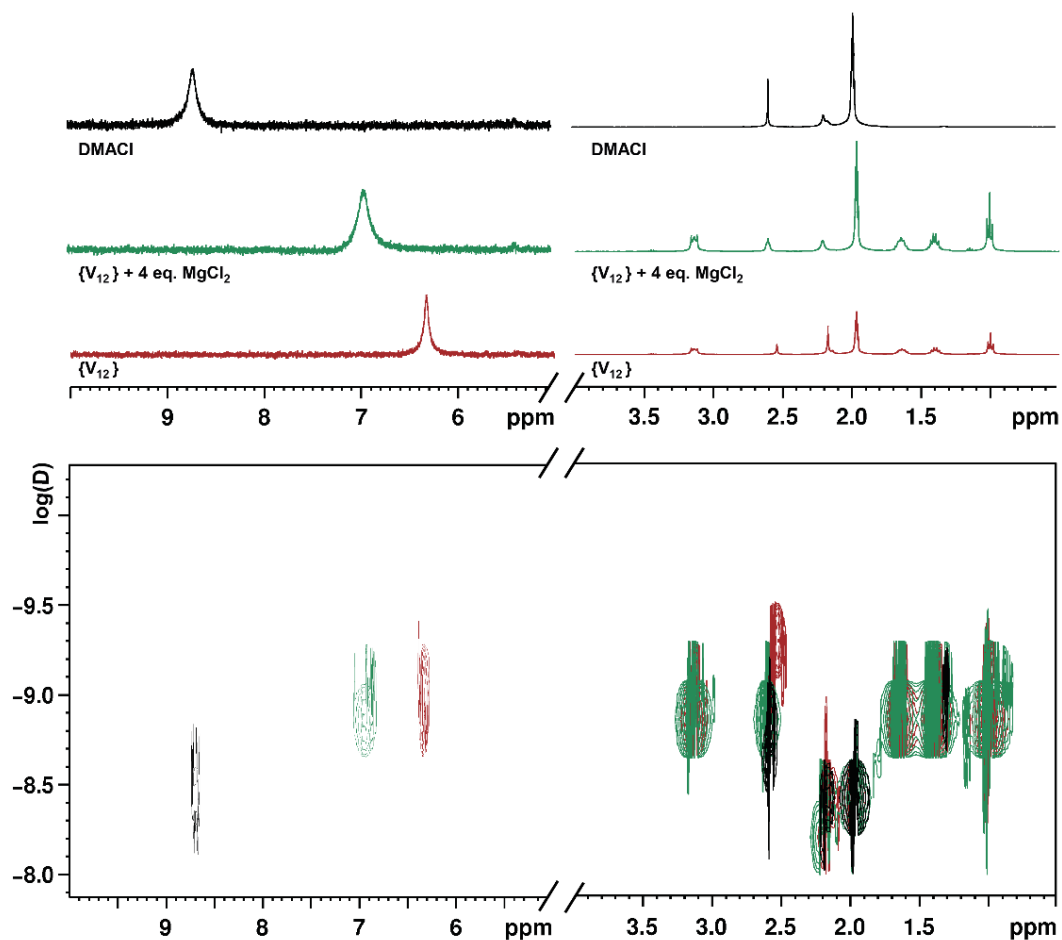 DMACl DMACl
{V12} + 4 eq. MgCl2 {V12} + 4 eq. MgCl2
{V12} {V12}
9 8 7 6 ppm 3.5 3.0 2.5 2.0 1.5 ppm
log(D)
-9.5
-9.0
-8.5
-8.0
9 8 7 6 ppm 3.5 3.0 2.5 2.0 1.5 ppm